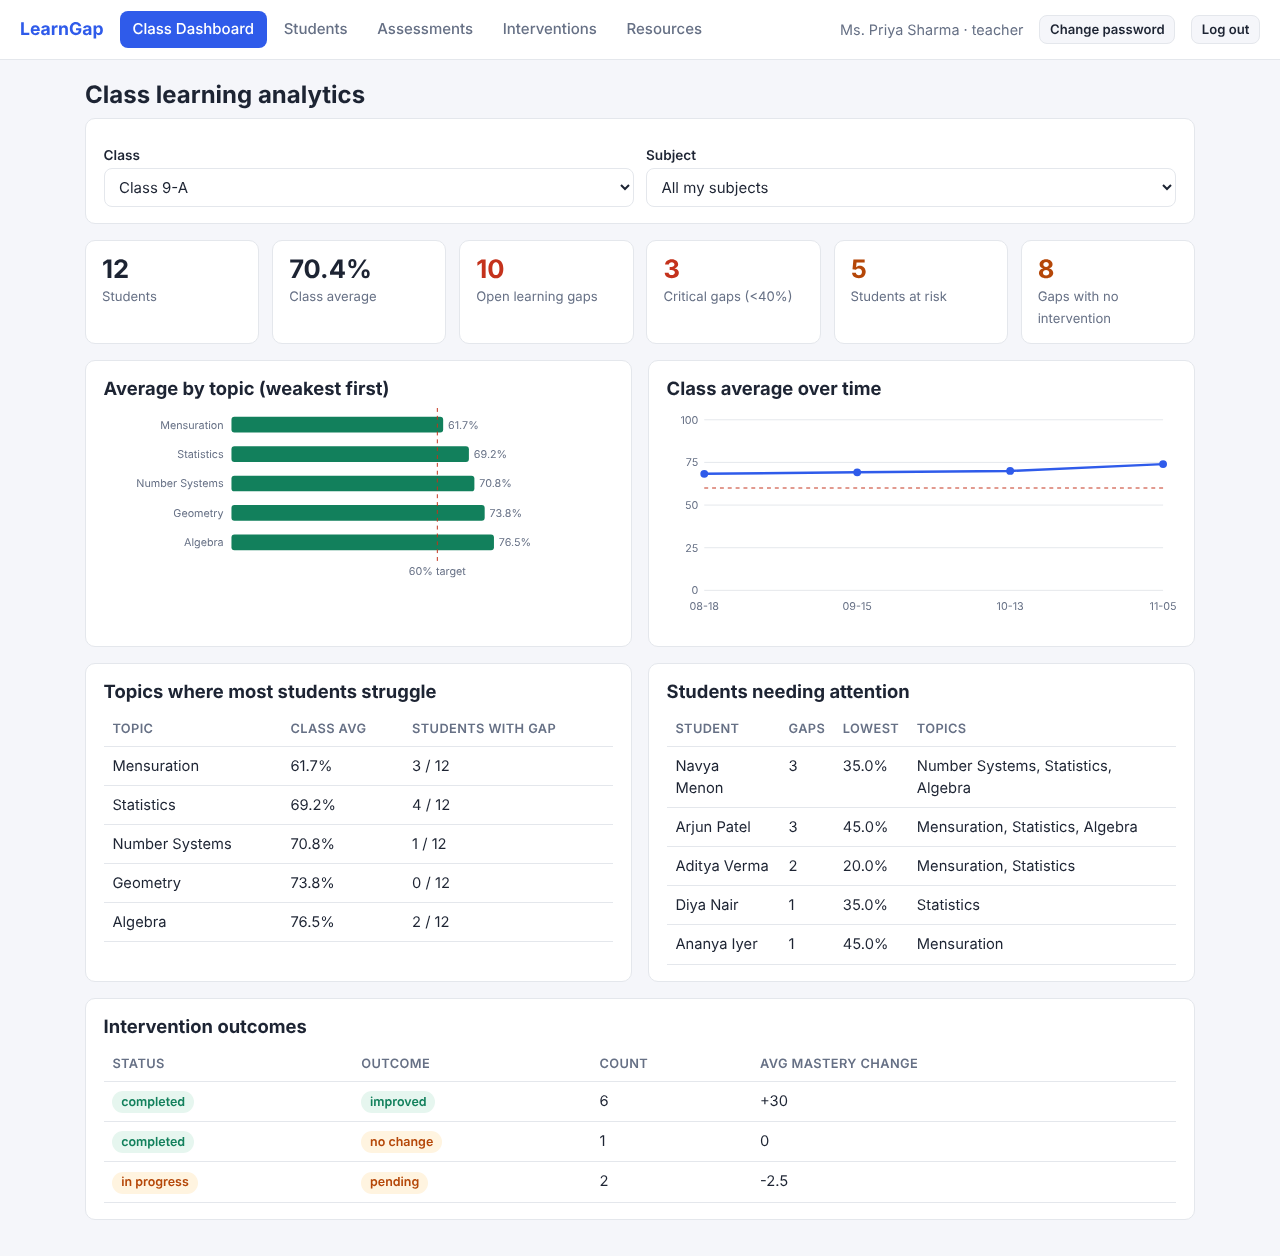 LearnGap Class Dashboard Students Assessments Interventions Resources Ms. Priya Sharma · teacher Change password Log out
Class learning analytics
Class Subject
Class 9-A All my subjects
12 70.4% 10 3 5 8
Students Class average Open learning gaps Critical gaps (<40%) Students at risk Gaps with no
intervention
Average by topic (weakest first)
Mensuration 61.7%
Statistics 69.2%
Number Systems 70.8%
Geometry 73.8%
Algebra 76.5%
60% target
Class average over time
100
75
50
25
0
08-18 09-15 10-13 11-05
Topics where most students struggle
TOPIC CLASS AVG STUDENTS WITH GAP
Mensuration 61.7% 3 / 12
Statistics 69.2% 4 / 12
Number Systems 70.8% 1 / 12
Geometry 73.8% 0 / 12
Algebra 76.5% 2 / 12
Students needing attention
STUDENT GAPS LOWEST TOPICS
Navya 3 35.0% Number Systems, Statistics,
Menon Algebra
Arjun Patel 3 45.0% Mensuration, Statistics, Algebra
Aditya Verma 2 20.0% Mensuration, Statistics
Diya Nair 1 35.0% Statistics
Ananya Iyer 1 45.0% Mensuration
Intervention outcomes
STATUS OUTCOME COUNT AVG MASTERY CHANGE
completed improved 6 +30
completed no change 1 0
in progress pending 2 -2.5